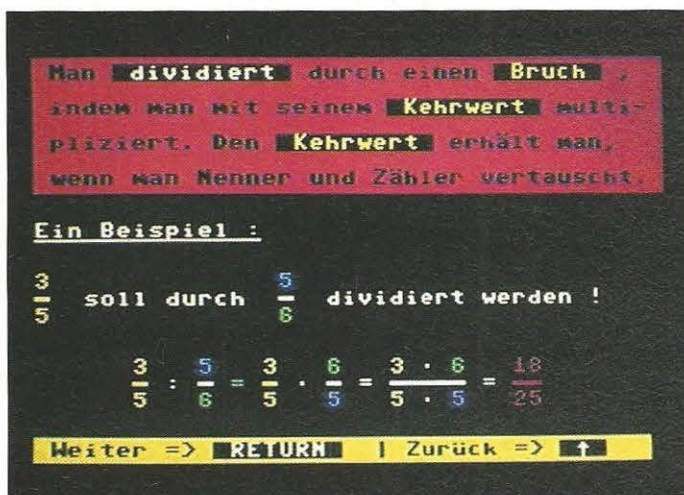 Man dividiert durch einen Bruch ,
indem man mit seinem Kehrwert multi-
pliziert. Den Kehrwert erhält man,
wenn man Nenner und Zähler vertauscht.
Ein Beispiel :
3/5 soll durch 5/6 dividiert werden !
3/5 : 5/6 = 3/5 · 6/5 = 3 · 6 / 5 · 5 = 18/25
Weiter => RETURN | Zurück => ↑